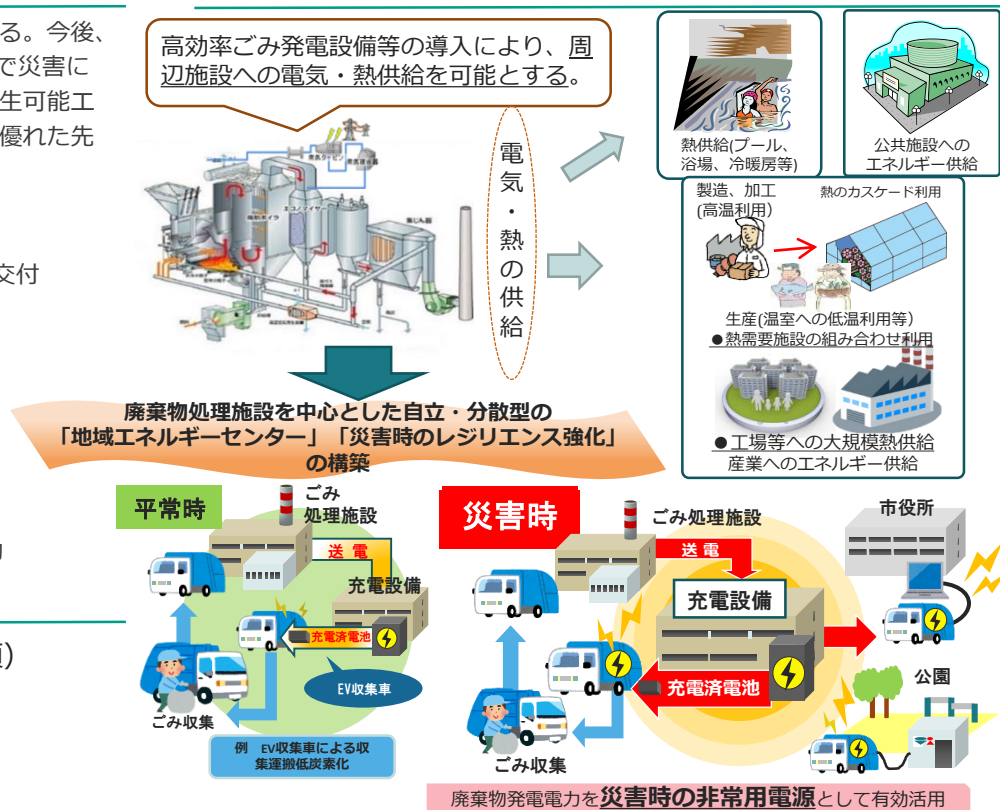 る。今後、
で災害に
生可能エ
優れた先
交付
高効率ごみ発電設備等の導入により、周
辺施設への電気・熱供給を可能とする。
エコノマイザー
集じん器
電気・熱の供給
熱供給(プール、
浴場、冷暖房等)
公共施設への
エネルギー供給
製造、加工
(高温利用)
熱のカスケード利用
生産(温室への低温利用等)
●熱需要施設の組み合わせ利用
●工場等への大規模熱供給
産業へのエネルギー供給
廃棄物処理施設を中心とした自立・分散型の
「地域エネルギーセンター」「災害時のレジリエンス強化」
の構築
平常時
ごみ
処理施設
送電
充電設備
充電済電池
EV収集車
ごみ収集
例 EV収集車による収
集運搬低炭素化
災害時
ごみ処理施設
送電
充電設備
充電済電池
ごみ収集
市役所
公園
廃棄物発電電力を災害時の非常用電源として有効活用